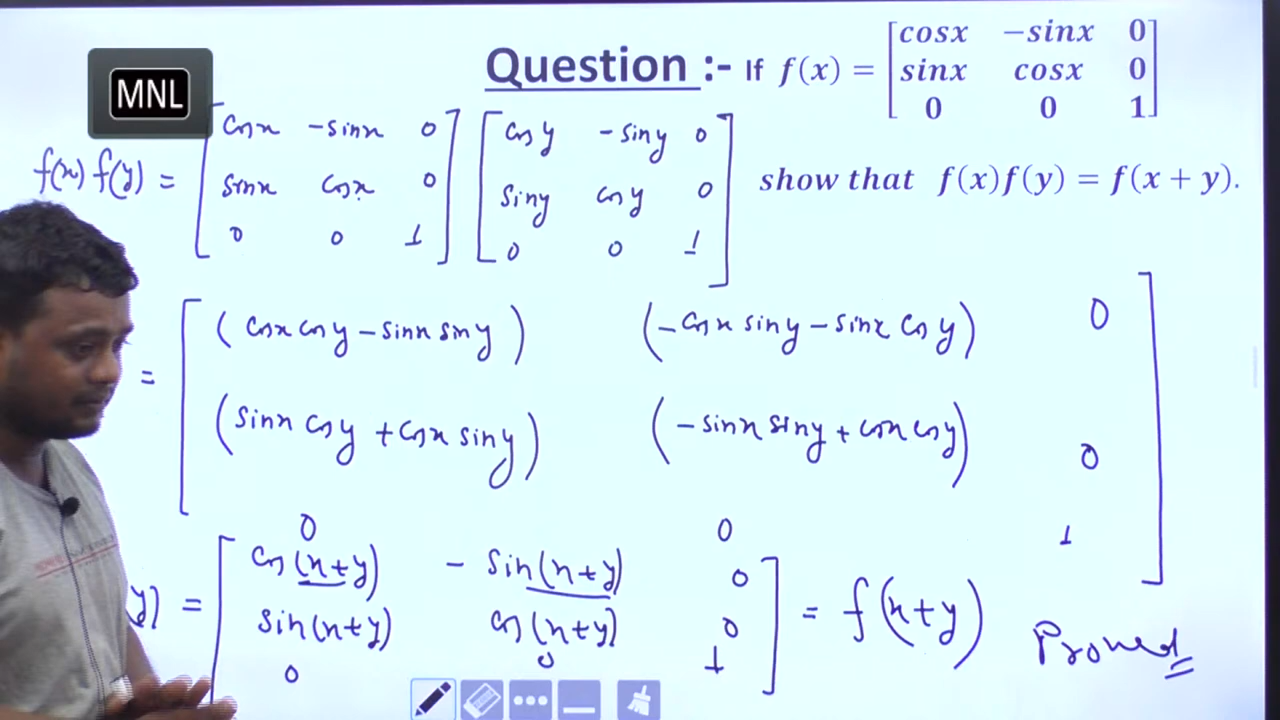 MNL
Question :- If f(x) = [cosx -sinx 0
sinx cosx 0
0 0 1]
show that f(x)f(y) = f(x + y).
f(x) f(y) = [cosx -sinx 0
sinx cosx 0
0 0 1] [cosy -siny 0
siny cosy 0
0 0 1]
= [(cosx cosy - sinx siny) (-cosx siny - sinx cosy) 0
(sinx cosy + cosx siny) (-sinx siny + cosx cosy) 0
0 0 1]
y) = [cos(x+y) -sin(x+y) 0
sin(x+y) cos(x+y) 0
0 0 1] = f(x+y) Proved